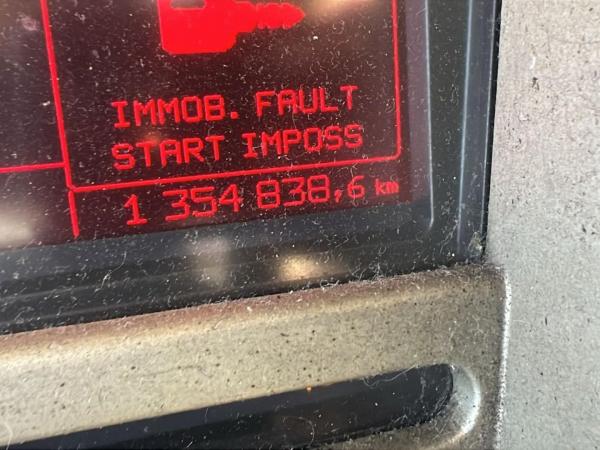 IMMOB. FAULT
START IMPOSS
1 354 838,6 km